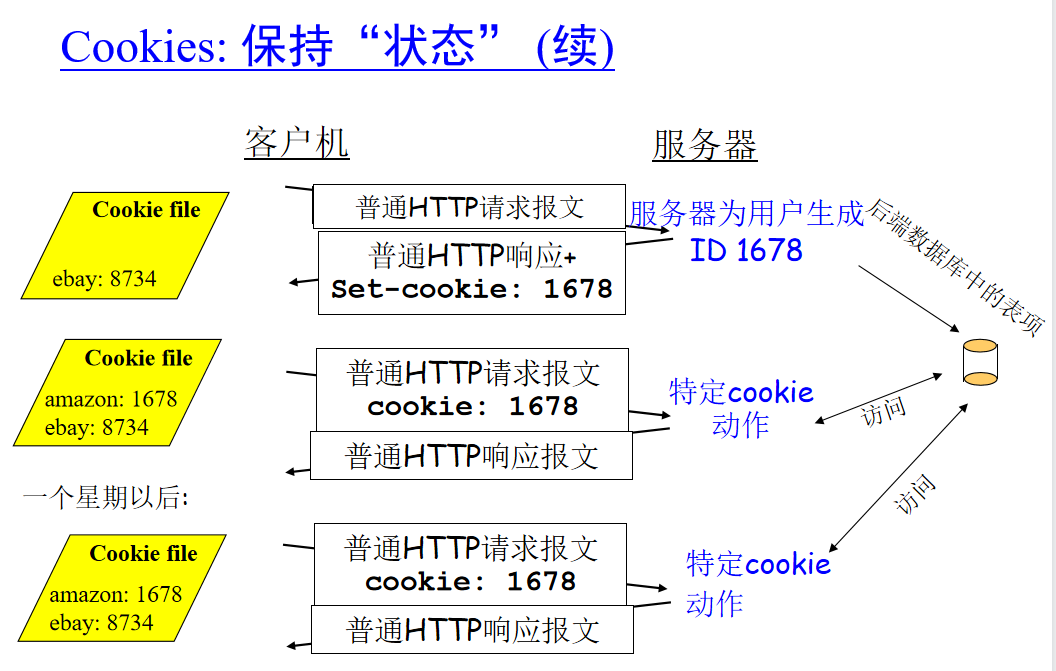 Cookies: 保持“状态” (续)
客户机
服务器
Cookie file
ebay: 8734
普通HTTP请求报文
普通HTTP响应+
Set-cookie: 1678
服务器为用户生成
ID 1678
后端数据库中的表项
Cookie file
amazon: 1678
ebay: 8734
普通HTTP请求报文
cookie: 1678
普通HTTP响应报文
特定cookie
动作
访问
访问
一个星期以后:
Cookie file
amazon: 1678
ebay: 8734
普通HTTP请求报文
cookie: 1678
普通HTTP响应报文
特定cookie
动作